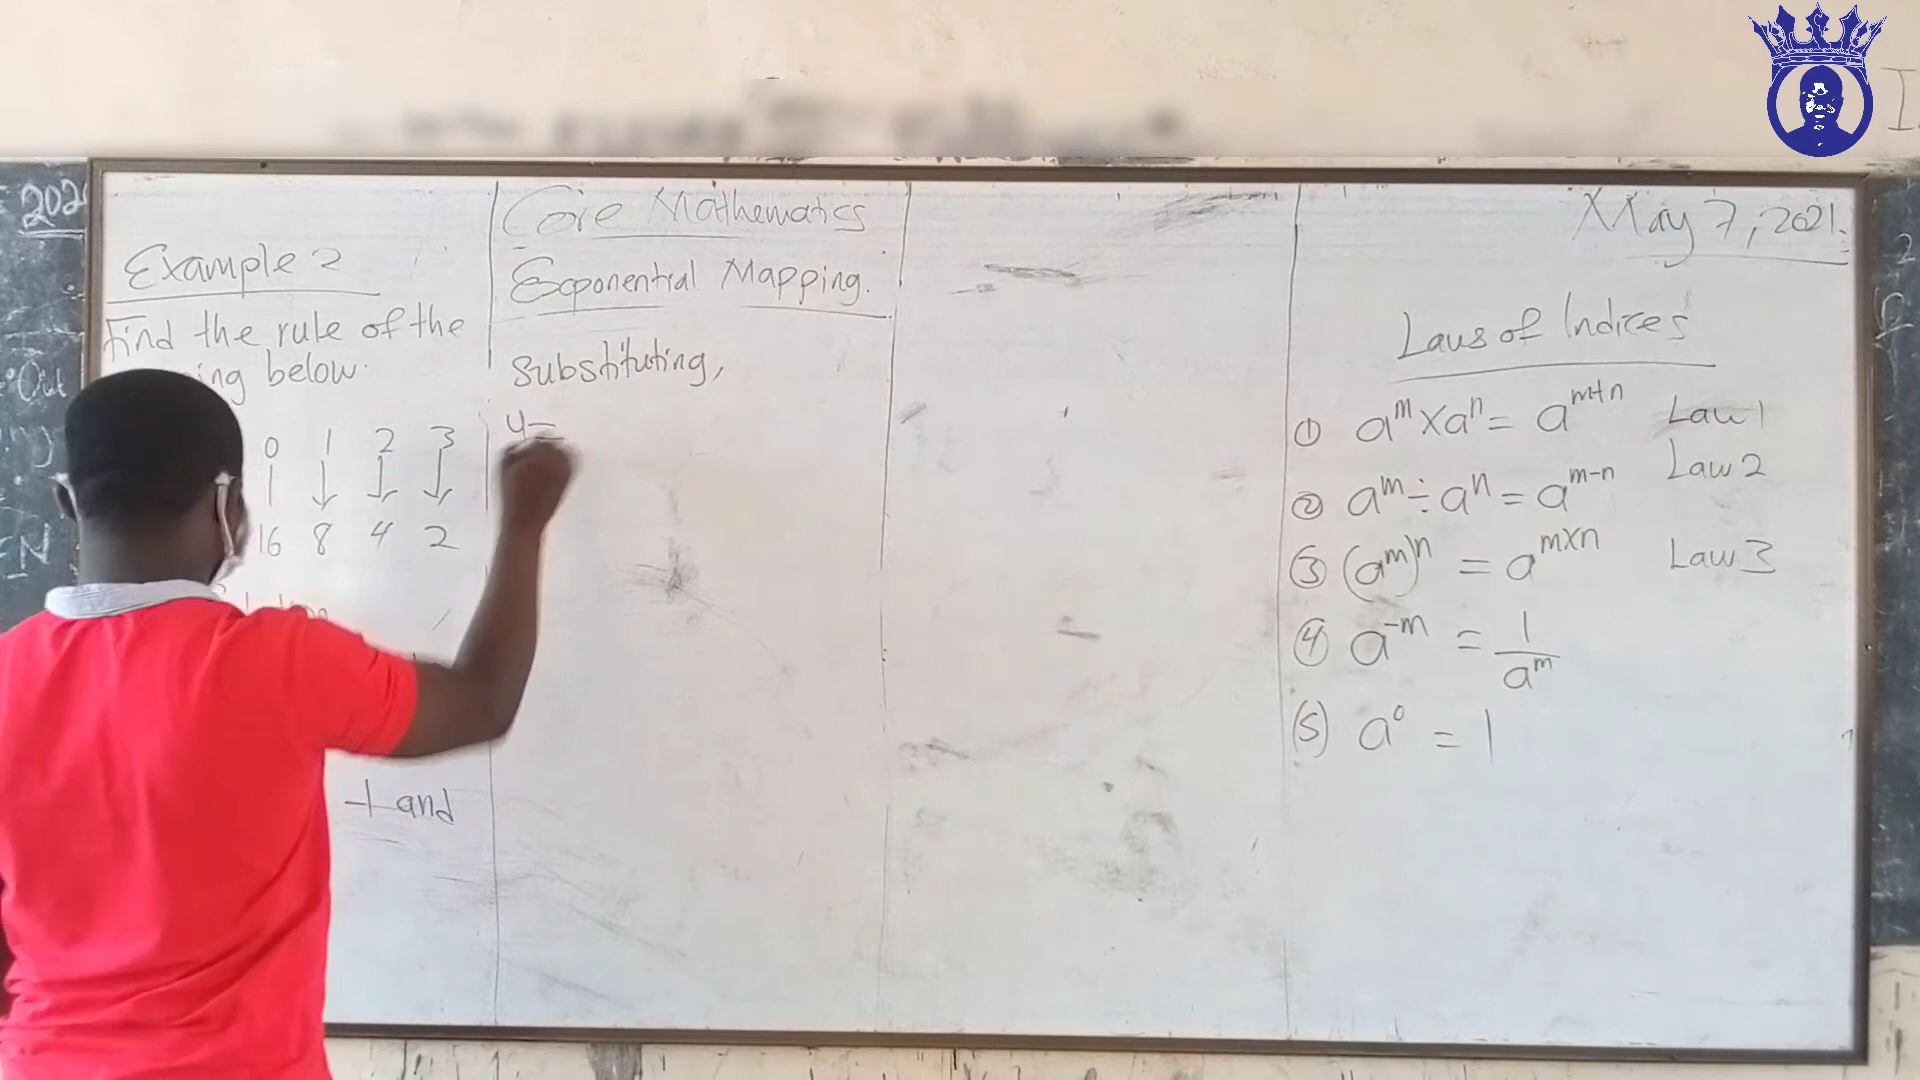 2021
Core Mathematics
May 7, 2021.
Example 2
Exponential Mapping.
Find the rule of the
below.
0 1 2 3
16 8 4 2
and
Substituting,
y=
Laws of Indices
① a^m × a^n = a^{m+n} Law 1
② a^m ÷ a^n = a^{m-n} Law 2
③ (a^m)^n = a^{m×n} Law 3
④ a^{-m} = 1/a^m
(5) a^0 = 1